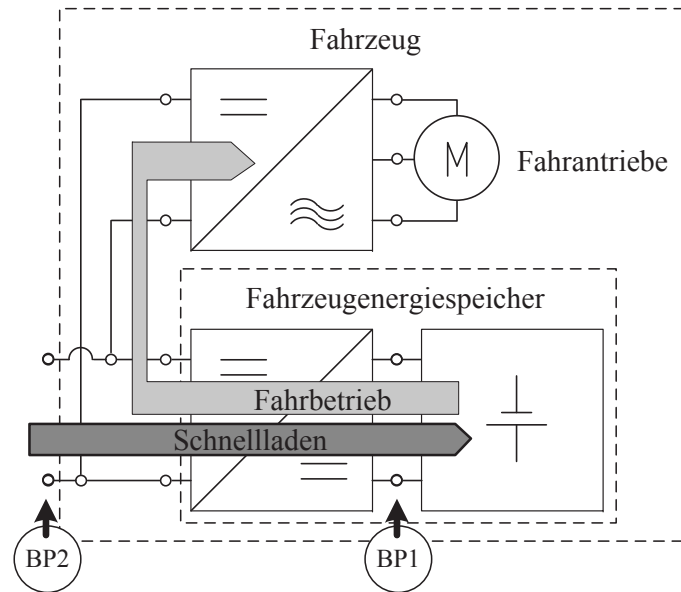 Fahrzeug
M
Fahrantriebe
Fahrzeugenergiespeicher
Fahrbetrieb
Schnellladen
BP2
BP1